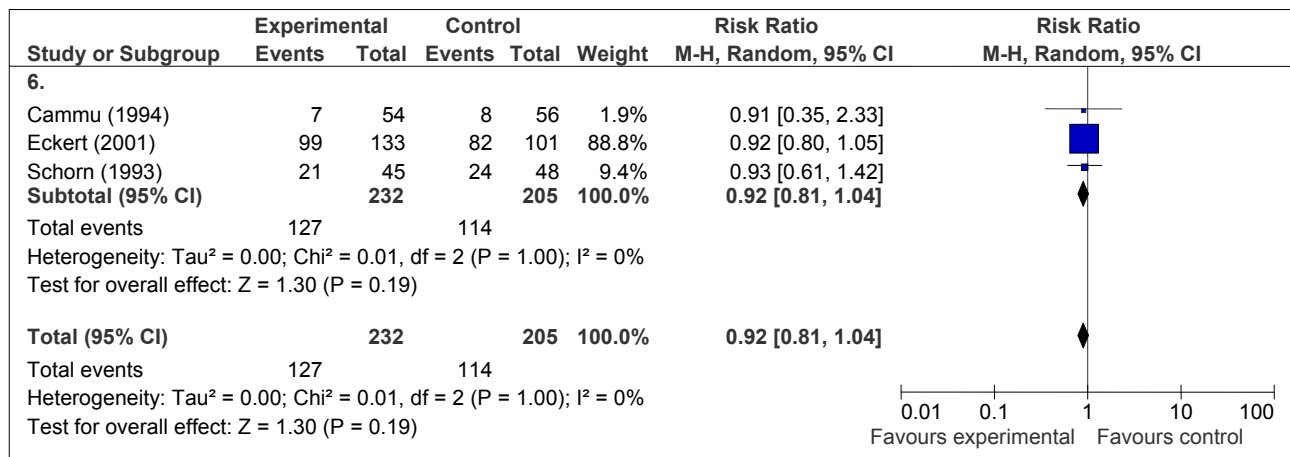 Experimental Control Risk Ratio Risk Ratio
Study or Subgroup Events Total Events Total Weight M-H, Random, 95% CI M-H, Random, 95% CI
6.
Cammu (1994) 7 54 8 56 1.9% 0.91 [0.35, 2.33]
Eckert (2001) 99 133 82 101 88.8% 0.92 [0.80, 1.05]
Schorn (1993) 21 45 24 48 9.4% 0.93 [0.61, 1.42]
Subtotal (95% CI) 232 205 100.0% 0.92 [0.81, 1.04]
Total events 127 114
Heterogeneity: Tau² = 0.00; Chi² = 0.01, df = 2 (P = 1.00); I² = 0%
Test for overall effect: Z = 1.30 (P = 0.19)
Total (95% CI) 232 205 100.0% 0.92 [0.81, 1.04]
Total events 127 114
Heterogeneity: Tau² = 0.00; Chi² = 0.01, df = 2 (P = 1.00); I² = 0%
Test for overall effect: Z = 1.30 (P = 0.19)
0.01 0.1 1 10 100
Favours experimental Favours control